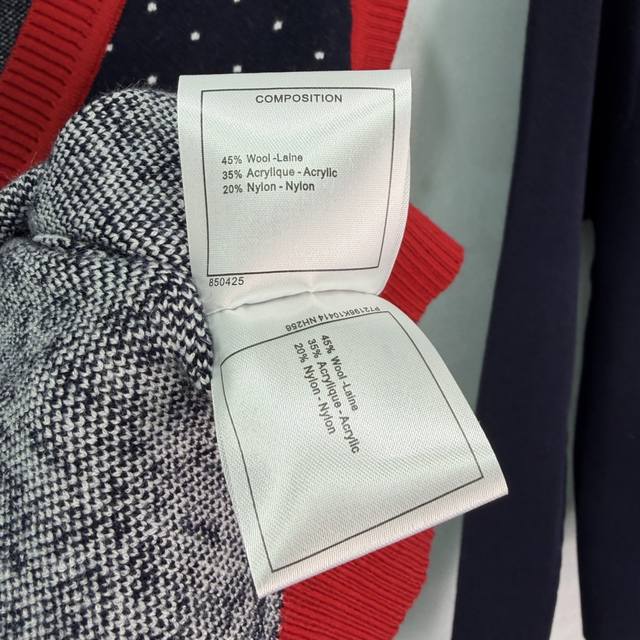 COMPOSITION
45% Wool -Laine
35% Acrylique - Acrylic
20% Nylon - Nylon
850425
P72196K10414 NH256
45% Wool -Laine
35% Acrylique - Acrylic
20% Nylon - Nylon